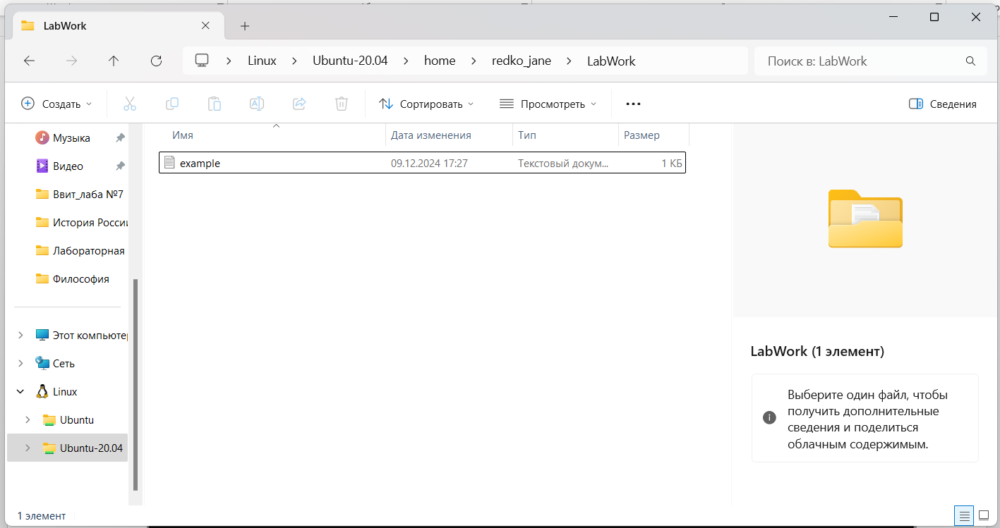 LabWork
Linux
Ubuntu-20.04
home
redko_jane
LabWork
Поиск в: LabWork
Создать
Сортировать
Просмотреть
Сведения
Музыка
Видео
Ввит_лаба №7
История России
Лабораторная
Философия
Этот компьютер
Сеть
Linux
Ubuntu
Ubuntu-20.04
Имя
Дата изменения
Тип
Размер
example
09.12.2024 17:27
Текстовый докум...
1 КБ
LabWork (1 элемент)
Выберите один файл, чтобы
получить дополнительные
сведения и поделиться
облачным содержимым.
1 элемент